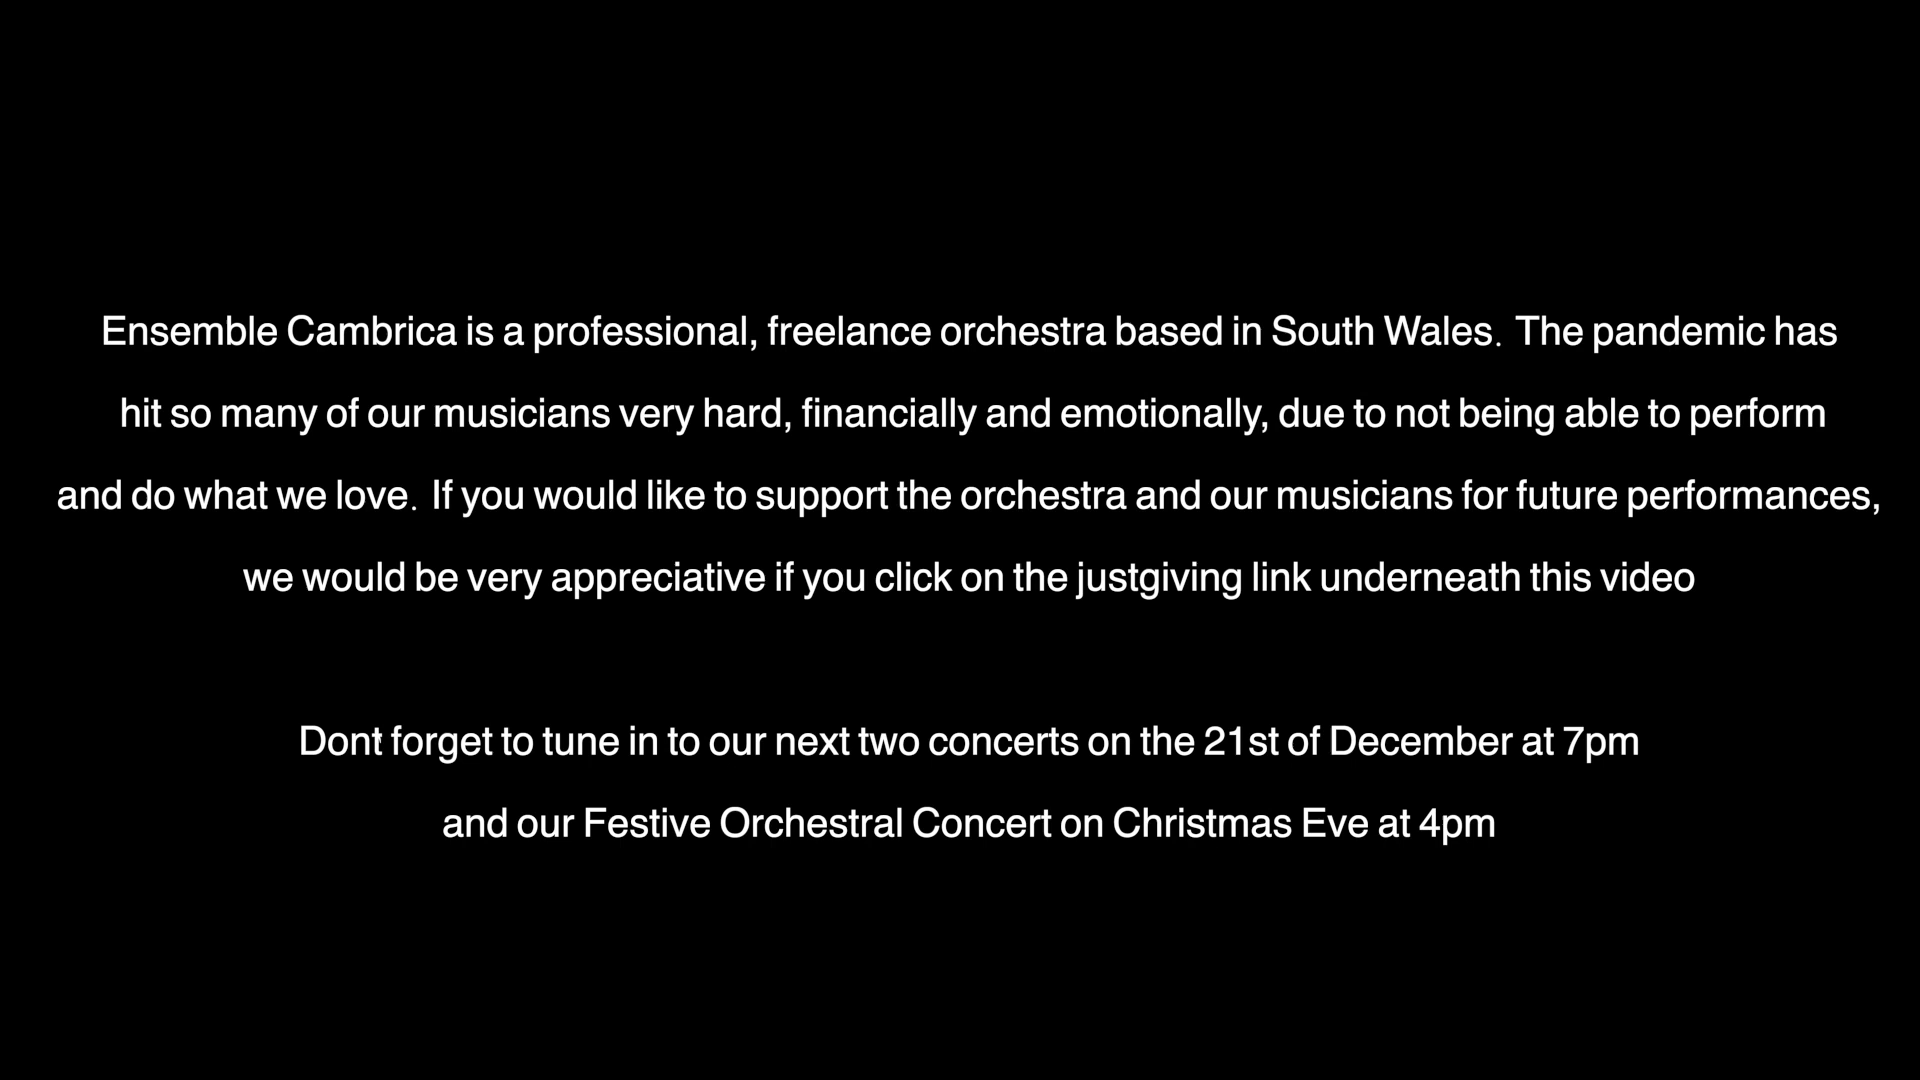 Ensemble Cambrica is a professional, freelance orchestra based in South Wales. The pandemic has
hit so many of our musicians very hard, financially and emotionally, due to not being able to perform
and do what we love. If you would like to support the orchestra and our musicians for future performances,
we would be very appreciative if you click on the justgiving link underneath this video
Dont forget to tune in to our next two concerts on the 21st of December at 7pm
and our Festive Orchestral Concert on Christmas Eve at 4pm